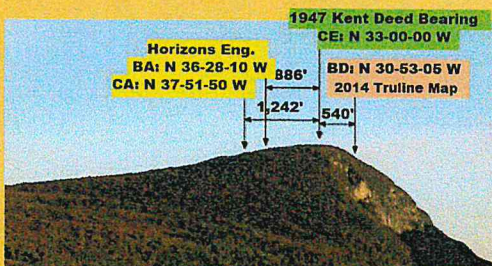 1947 Kent Deed Bearing
CE: N 33-00-00 W
Horizons Eng.
BA: N 36-28-10 W
CA: N 37-51-50 W
BD: N 30-53-05 W
2014 Truline Map
886'
1,242'
540'